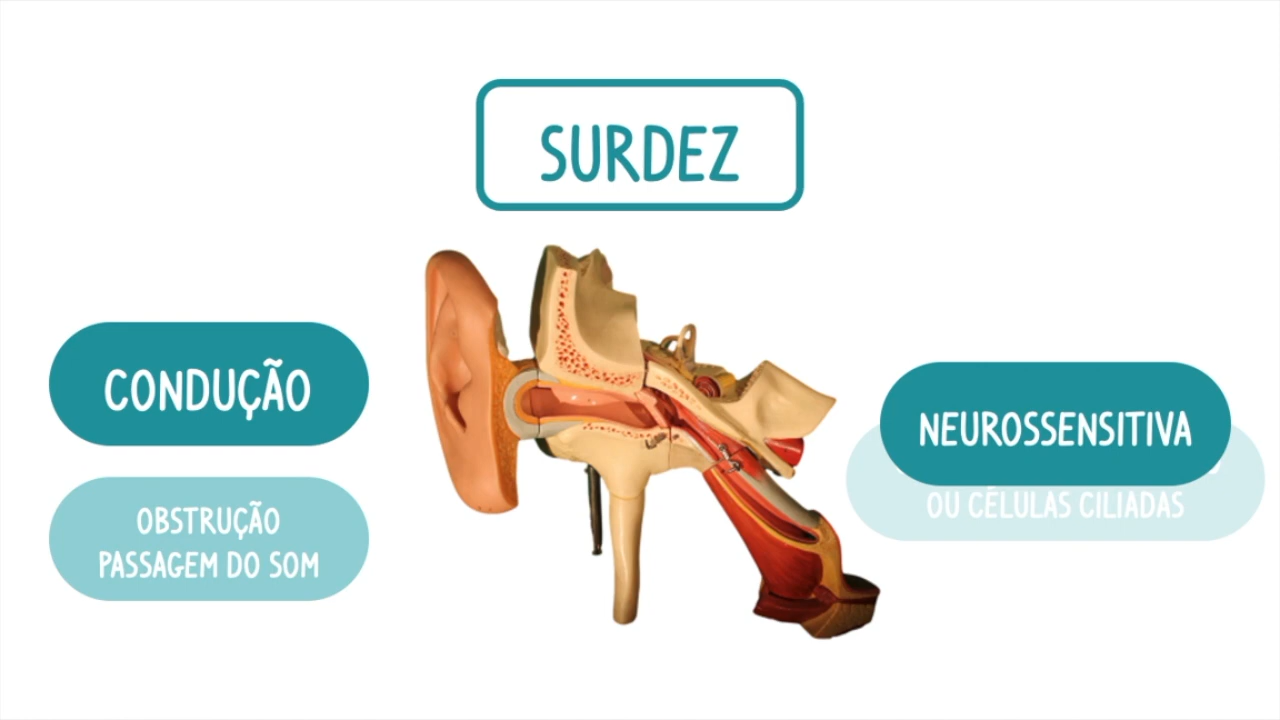 SURDEZ
CONDUÇÃO
OBSTRUÇÃO
PASSAGEM DO SOM
NEUROSSENSITIVA
OU CÉLULAS CILIADAS